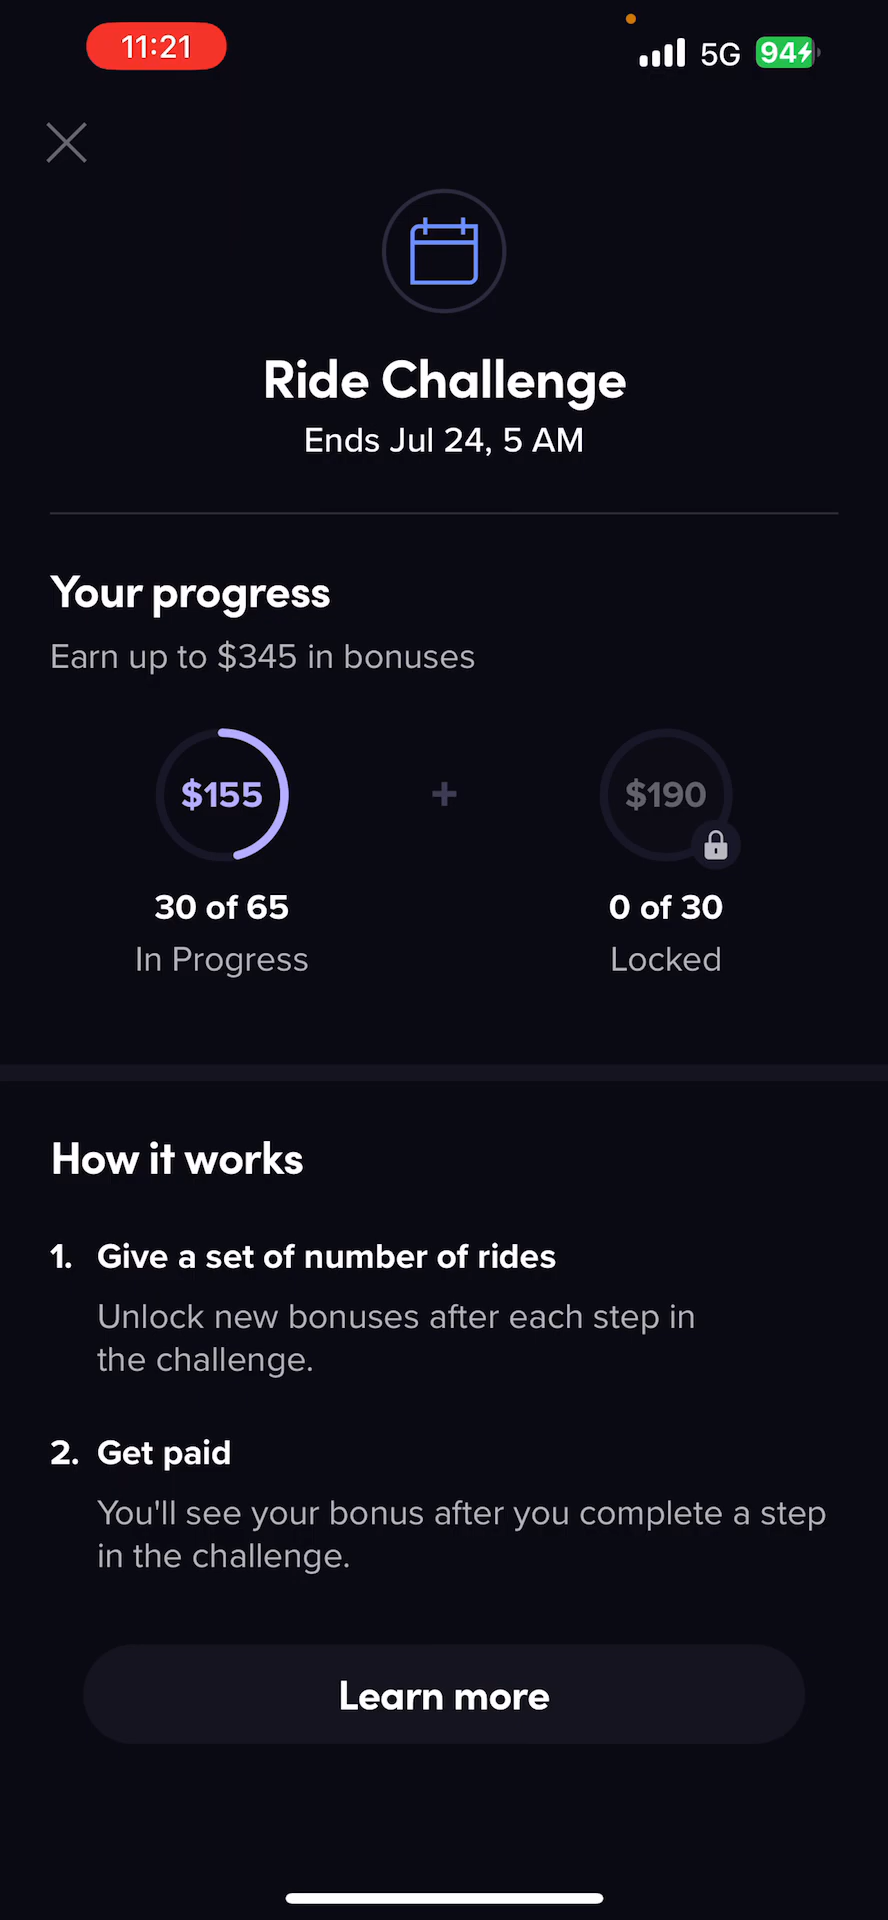 11:21
5G 94
Ride Challenge
Ends Jul 24, 5 AM
Your progress
Earn up to $345 in bonuses
$155 + $190
30 of 65 0 of 30
In Progress Locked
How it works
1. Give a set of number of rides
Unlock new bonuses after each step in
the challenge.
2. Get paid
You'll see your bonus after you complete a step
in the challenge.
Learn more